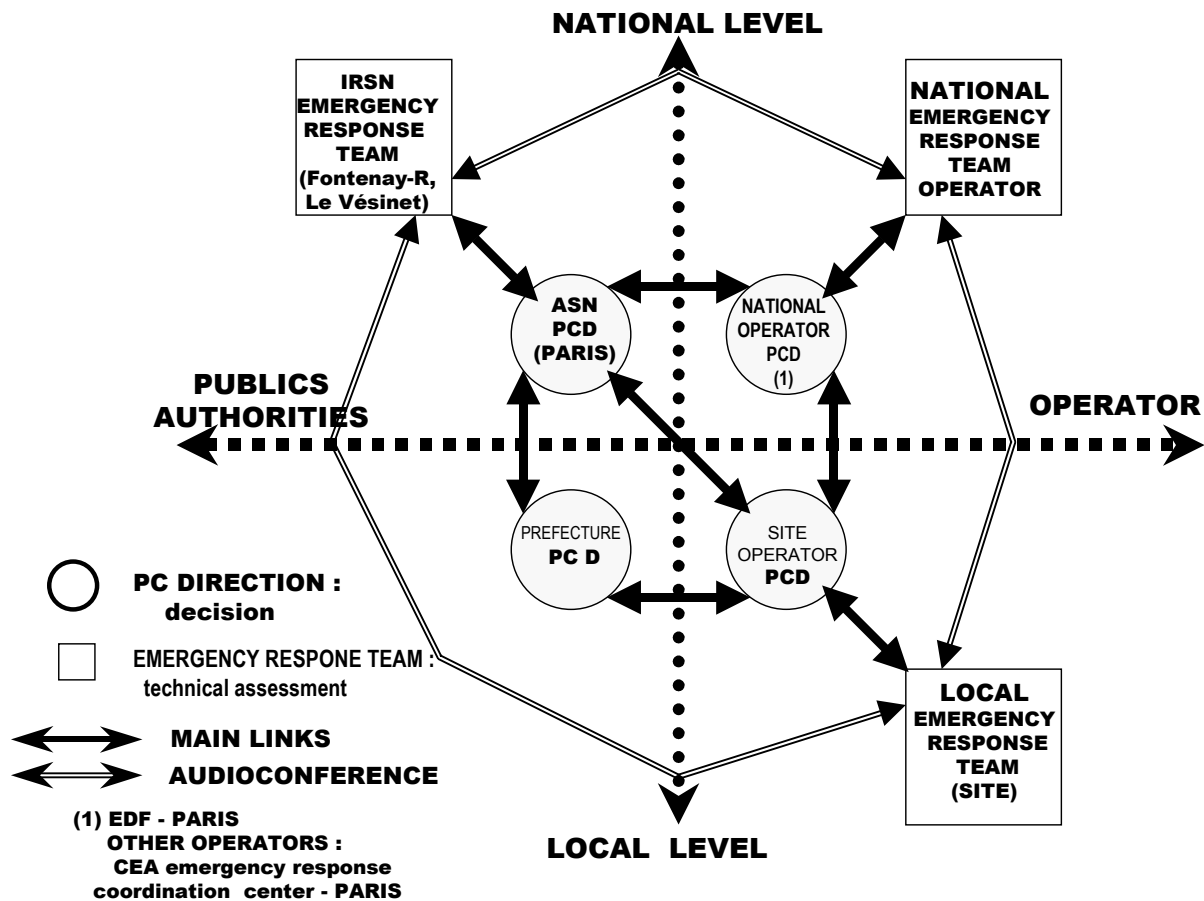 NATIONAL LEVEL
IRSN
EMERGENCY
RESPONSE
TEAM
(Fontenay-R,
Le Vésinet)
NATIONAL
EMERGENCY
RESPONSE
TEAM
OPERATOR
ASN
PCD
(PARIS)
NATIONAL
OPERATOR
PCD
(1)
PUBLICS
AUTHORITIES
OPERATOR
PREFECTURE
PC D
SITE
OPERATOR
PCD
PC DIRECTION :
decision
EMERGENCY RESPONE TEAM :
technical assessment
LOCAL
EMERGENCY
RESPONSE
TEAM
(SITE)
MAIN LINKS
AUDIOCONFERENCE
(1) EDF - PARIS
OTHER OPERATORS :
CEA emergency response
coordination center - PARIS
LOCAL LEVEL